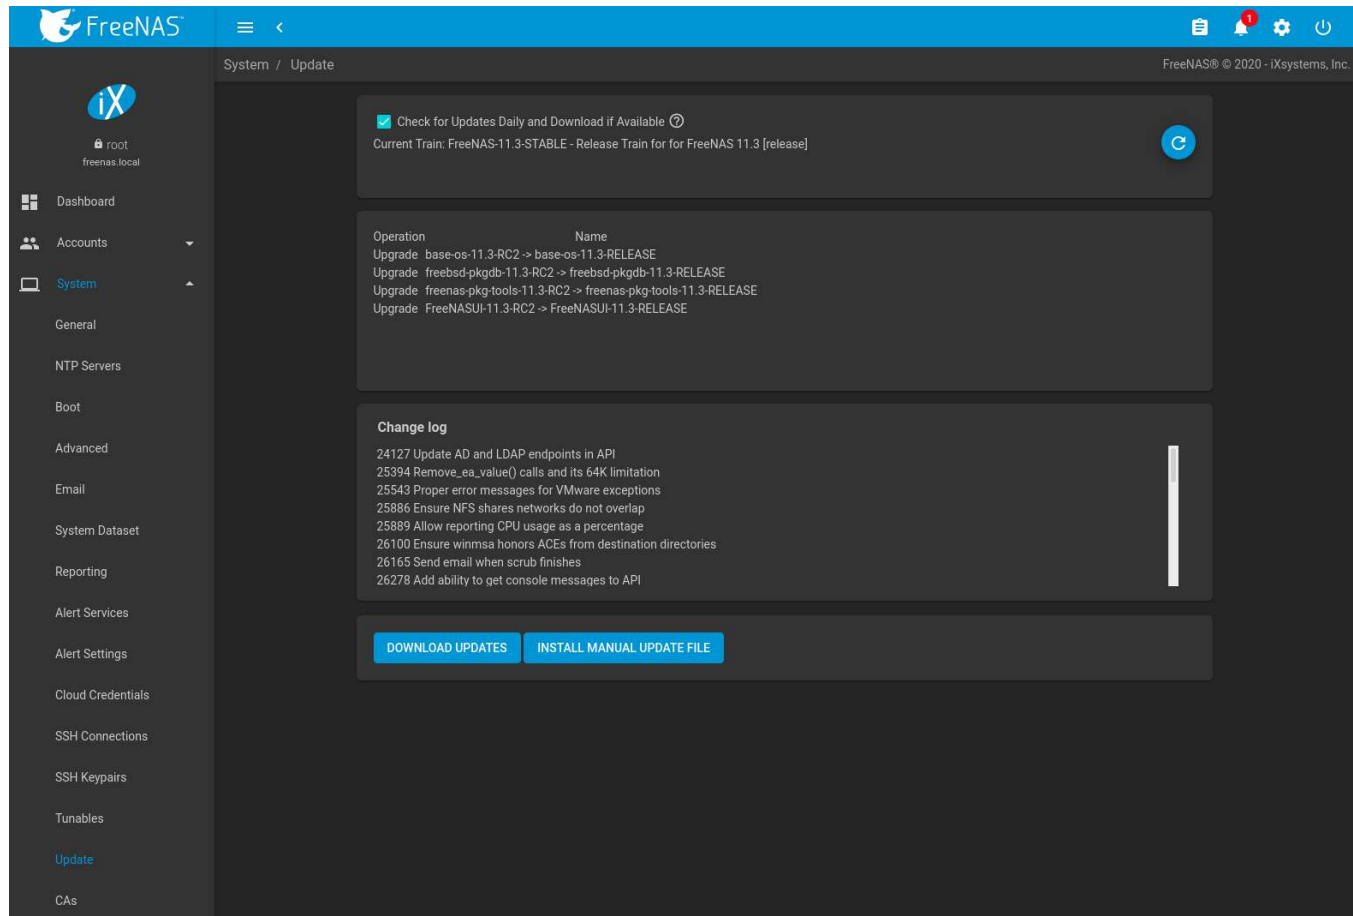 FreeNAS™
1
System / Update
FreeNAS® © 2020 - iXsystems, Inc.
iX
root
freenas.local
Dashboard
Accounts
System
General
NTP Servers
Boot
Advanced
Email
System Dataset
Reporting
Alert Services
Alert Settings
Cloud Credentials
SSH Connections
SSH Keypairs
Tunables
Update
CAs
Check for Updates Daily and Download if Available ?
Current Train: FreeNAS-11.3-STABLE - Release Train for for FreeNAS 11.3 [release]
Operation Name
Upgrade base-os-11.3-RC2 -> base-os-11.3-RELEASE
Upgrade freebsd-pkgdb-11.3-RC2 -> freebsd-pkgdb-11.3-RELEASE
Upgrade freenas-pkg-tools-11.3-RC2 -> freenas-pkg-tools-11.3-RELEASE
Upgrade FreeNASUI-11.3-RC2 -> FreeNASUI-11.3-RELEASE
Change log
24127 Update AD and LDAP endpoints in API
25394 Remove_ea_value() calls and its 64K limitation
25543 Proper error messages for VMware exceptions
25886 Ensure NFS shares networks do not overlap
25889 Allow reporting CPU usage as a percentage
26100 Ensure winmsa honors ACEs from destination directories
26165 Send email when scrub finishes
26278 Add ability to get console messages to API
DOWNLOAD UPDATES
INSTALL MANUAL UPDATE FILE